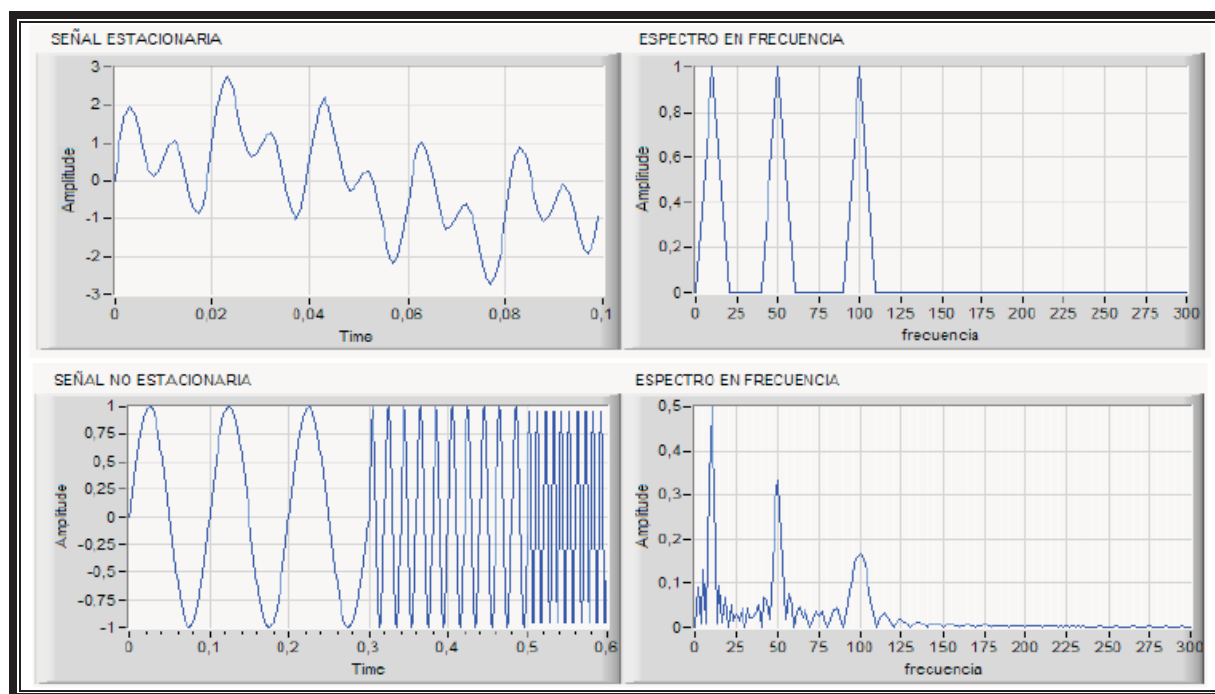 SEÑAL ESTACIONARIA
Amplitude
3
2
1
0
-1
-2
-3
0 0,02 0,04 0,06 0,08 0,1
Time
ESPECTRO EN FRECUENCIA
Amplitude
1
0,8
0,6
0,4
0,2
0
0 25 50 75 100 125 150 175 200 225 250 275 300
frecuencia
SEÑAL NO ESTACIONARIA
Amplitude
1
0,75
0,5
0,25
0
-0,25
-0,5
-0,75
-1
0 0,1 0,2 0,3 0,4 0,5 0,6
Time
ESPECTRO EN FRECUENCIA
Amplitude
0,5
0,4
0,3
0,2
0,1
0
0 25 50 75 100 125 150 175 200 225 250 275 300
frecuencia